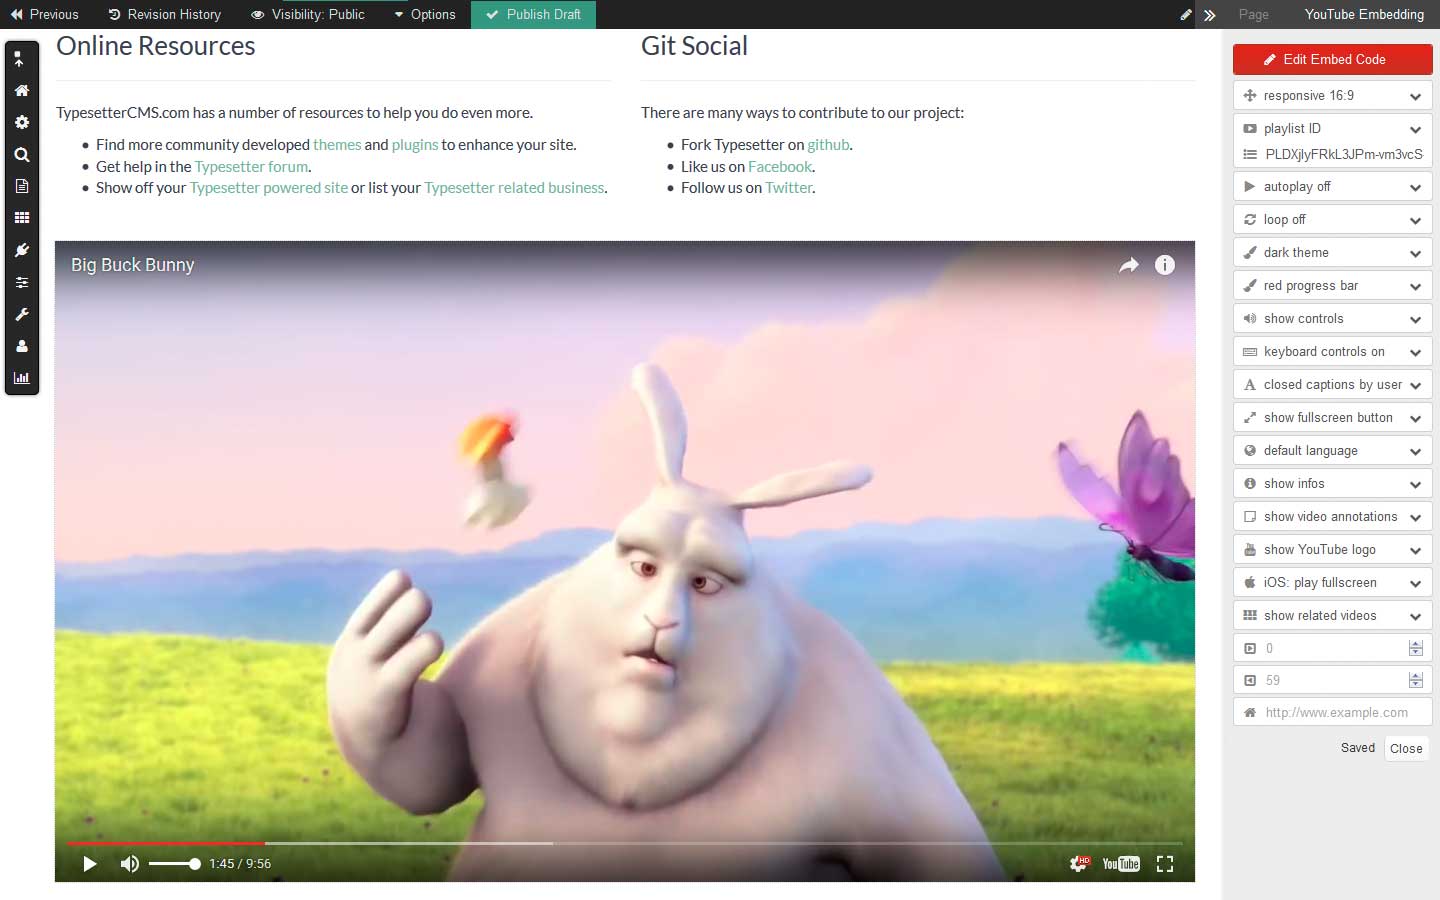 Previous Revision History Visibility: Public Options Publish Draft Page YouTube Embedding
Online Resources
TypesetterCMS.com has a number of resources to help you do even more.
Find more community developed themes and plugins to enhance your site.
Get help in the Typesetter forum.
Show off your Typesetter powered site or list your Typesetter related business.
Git Social
There are many ways to contribute to our project:
Fork Typesetter on github.
Like us on Facebook.
Follow us on Twitter.
Big Buck Bunny
1:45 / 9:56
HD
YouTube
Edit Embed Code
responsive 16:9
playlist ID
PLDXjlyFRkL3JPm-vm3vcS
autoplay off
loop off
dark theme
red progress bar
show controls
keyboard controls on
closed captions by user
show fullscreen button
default language
show infos
show video annotations
show YouTube logo
iOS: play fullscreen
show related videos
0
59
http://www.example.com
Saved Close